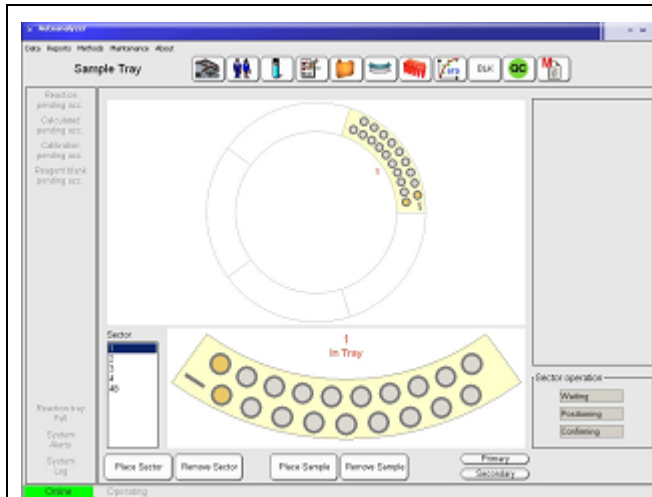 Autoanalyzer
Data Reports Methods Maintenance About
Sample Tray
BLK
QC
Reaction
pending acc.
Calculated
pending acc.
Calibration
pending acc.
Reagent blank
pending acc.
1
Sector
1
2
3
4
46
1
In Tray
Sector operation
Waiting
Positioning
Confirming
Reaction tray
Full
System
Alerts
System
Log
Place Sector
Remove Sector
Place Sample
Remove Sample
Primary
Secondary
Online
Operating